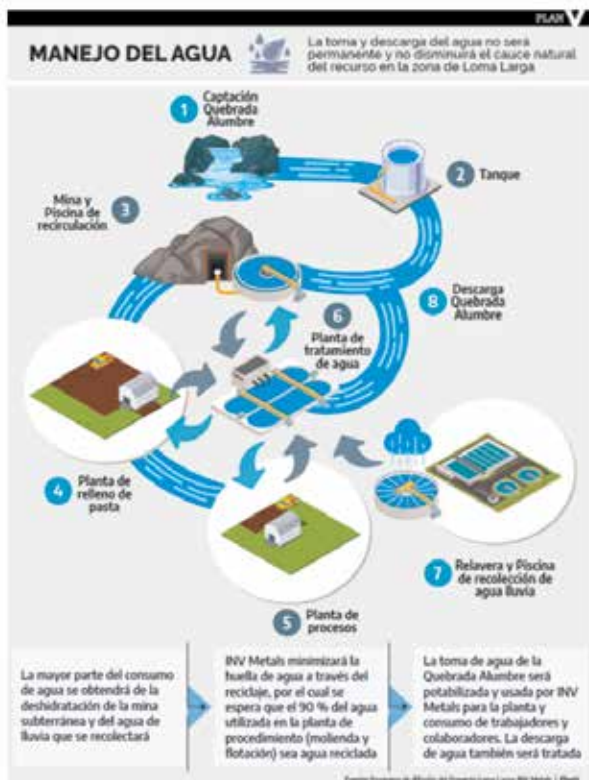 PLAN V
MANEJO DEL AGUA
La toma y descarga del agua no será
permanente y no disminuirá el cauce natural
del recurso en la zona de Loma Larga
1
Captación
Quebrada
Alumbre
2
Tanque
Mina y
Piscina de
recirculación
3
8
Descarga
Quebrada
Alumbre
6
Planta de
tratamiento
de agua
4
Planta de
relleno de
pasta
7
Relavera y Piscina
de recolección de
agua lluvia
5
Planta de
procesos
La mayor parte del consumo
de agua se obtendrá de la
deshidratación de la mina
subterránea y del agua de
lluvia que se recolectará
INV Metals minimizará la
huella de agua a través del
reciclaje, por el cual se
espera que el 90 % del agua
utilizada en la planta de
procedimiento (molienda y
flotación) sea agua reciclada
La toma de agua de la
Quebrada Alumbre será
potabilizada y usada por INV
Metals para la planta y
consumo de trabajadores y
colaboradores. La descarga
de agua también será tratada